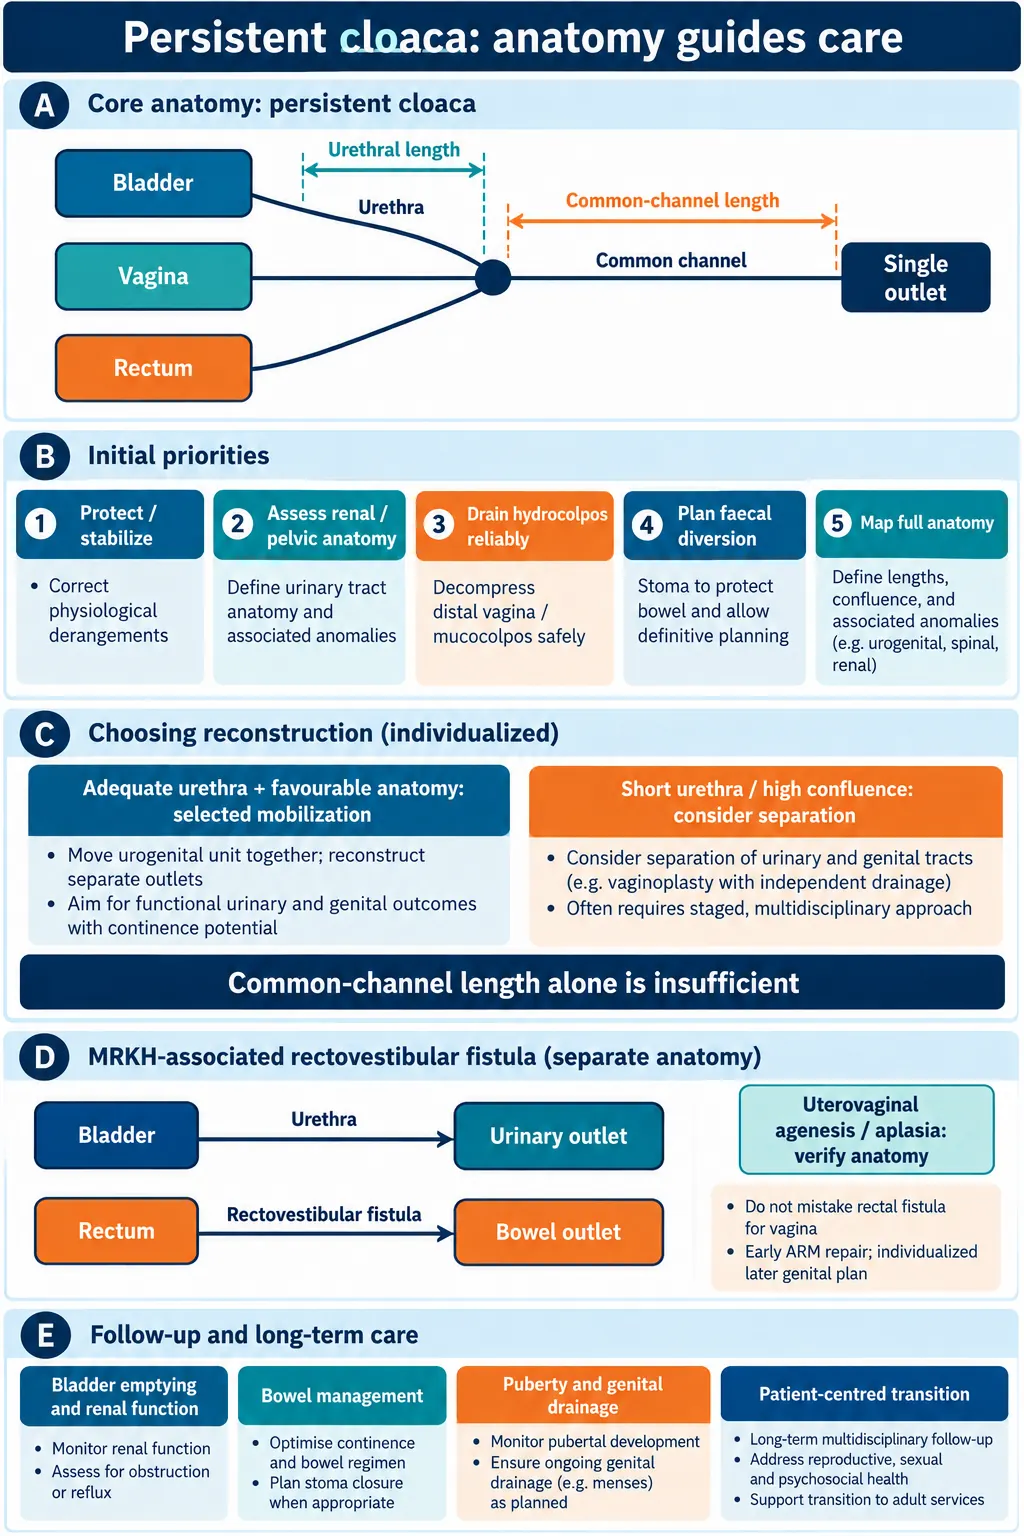 Persistent cloaca: anatomy guides care
A
Core anatomy: persistent cloaca
Urethral length
Bladder
Urethra
Common-channel length
Vagina
Common channel
Single
outlet
Rectum
B
Initial priorities
1
Protect /
stabilize
• Correct
physiological
derangements
2
Assess renal /
pelvic anatomy
Define urinary tract
anatomy and
associated anomalies
3
Drain hydrocolpos
reliably
Decompress
distal vagina /
mucocolpos safely
4
Plan faecal
diversion
Stoma to protect
bowel and allow
definitive planning
5
Map full anatomy
Define lengths,
confluence, and
associated anomalies
(e.g. urogenital, spinal,
renal)
C
Choosing reconstruction (individualized)
Adequate urethra + favourable anatomy:
selected mobilization
• Move urogenital unit together; reconstruct
separate outlets
• Aim for functional urinary and genital outcomes
with continence potential
Short urethra / high confluence:
consider separation
• Consider separation of urinary and genital tracts
(e.g. vaginoplasty with independent drainage)
• Often requires staged, multidisciplinary approach
Common-channel length alone is insufficient
D
MRKH-associated rectovestibular fistula (separate anatomy)
Bladder
Urethra
Urinary outlet
Rectum
Rectovestibular fistula
Bowel outlet
Uterovaginal
agenesis / aplasia:
verify anatomy
• Do not mistake rectal fistula
for vagina
• Early ARM repair; individualized
later genital plan
E
Follow-up and long-term care
Bladder emptying
and renal function
• Monitor renal function
• Assess for obstruction
or reflux
Bowel management
• Optimise continence
and bowel regimen
• Plan stoma closure
when appropriate
Puberty and genital
drainage
• Monitor pubertal development
• Ensure ongoing genital
drainage (e.g. menses)
as planned
Patient-centred transition
• Long-term multidisciplinary follow-up
• Address reproductive, sexual
and psychosocial health
• Support transition to adult services